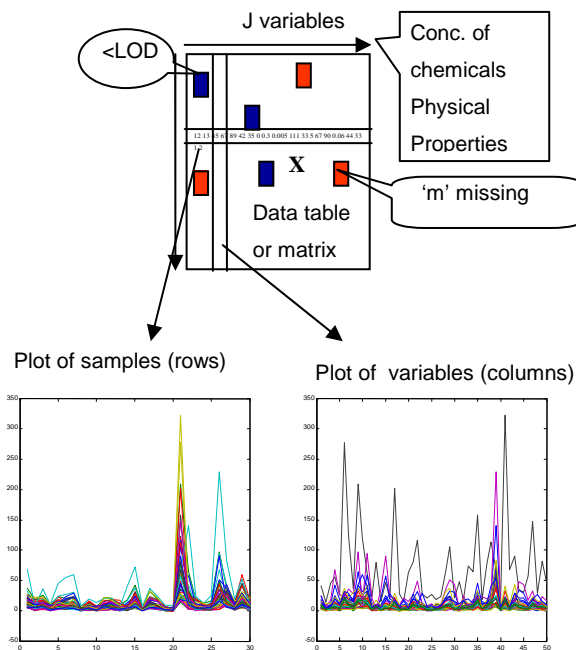 J variables
<LOD
Conc. of
chemicals
Physical
Properties
12 13 45 67 89 42 35 0 0.3 0.005 111 33 5 67 90 0.06 44 33
12
X
'm' missing
Data table
or matrix
Plot of samples (rows)
Plot of variables (columns)
350
300
250
200
150
100
50
0
-50
0 5 10 15 20 25 30
350
300
250
200
150
100
50
0
-50
0 5 10 15 20 25 30 35 40 45 50